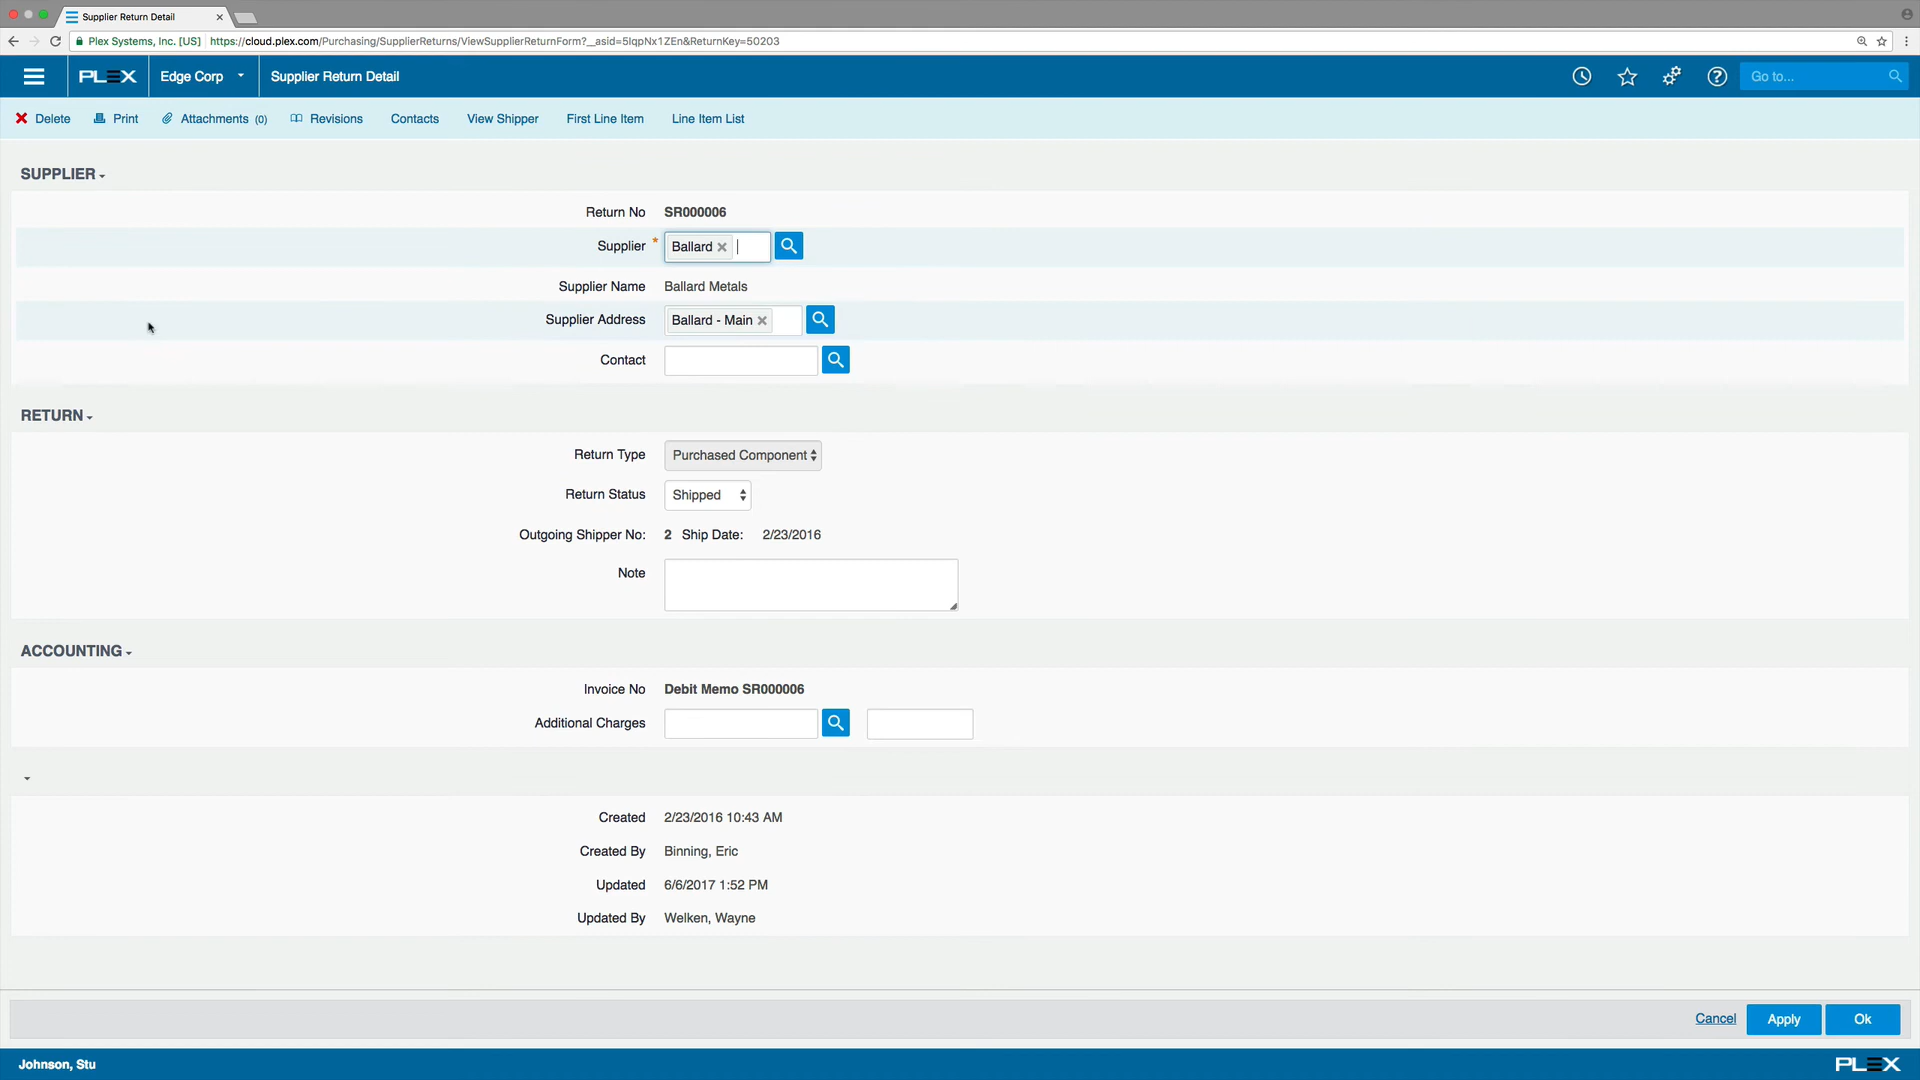 Supplier Return Detail
Plex Systems, Inc. [US] https://cloud.plex.com/Purchasing/SupplierReturns/ViewSupplierReturnForm?__asid=5lqpNx1ZEn&ReturnKey=50203
PLEX Edge Corp Supplier Return Detail Go to...
Delete Print Attachments (0) Revisions Contacts View Shipper First Line Item Line Item List
SUPPLIER
Return No SR000006
Supplier * Ballard
Supplier Name Ballard Metals
Supplier Address Ballard - Main
Contact
RETURN
Return Type Purchased Component
Return Status Shipped
Outgoing Shipper No: 2 Ship Date: 2/23/2016
Note
ACCOUNTING
Invoice No Debit Memo SR000006
Additional Charges
Created 2/23/2016 10:43 AM
Created By Binning, Eric
Updated 6/6/2017 1:52 PM
Updated By Welken, Wayne
Cancel Apply Ok
Johnson, Stu PLEX